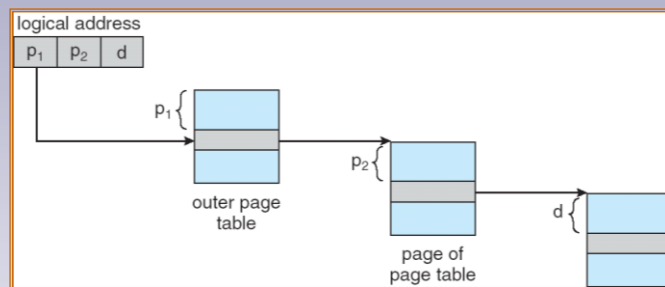 logical address
p₁ p₂ d
p₁
outer page
table
p₂
page of
page table
d